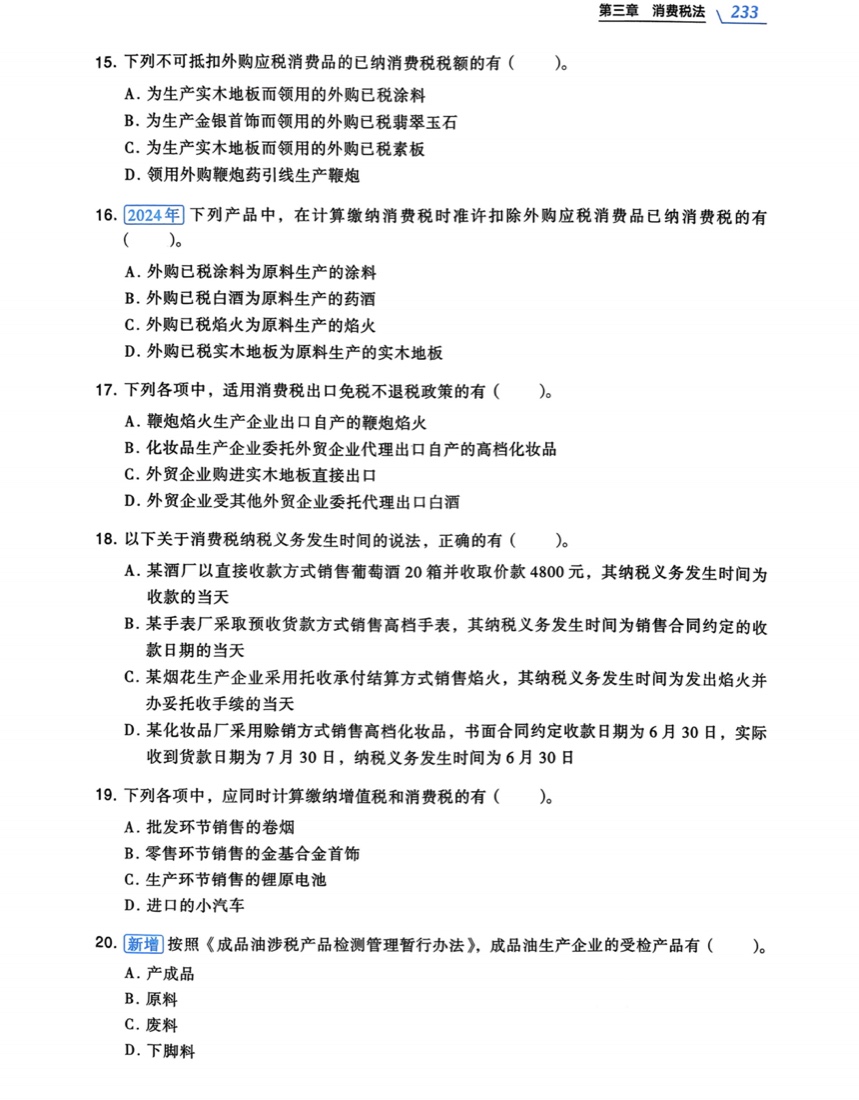 第三章 消费税法 233
15. 下列不可抵扣外购应税消费品的已纳消费税税额的有（　　）。
A. 为生产实木地板而领用的外购已税涂料
B. 为生产金银首饰而领用的外购已税翡翠玉石
C. 为生产实木地板而领用的外购已税素板
D. 领用外购鞭炮药引线生产鞭炮
16. 2024年 下列产品中，在计算缴纳消费税时准许扣除外购应税消费品已纳消费税的有
（　　）。
A. 外购已税涂料为原料生产的涂料
B. 外购已税白酒为原料生产的药酒
C. 外购已税焰火为原料生产的焰火
D. 外购已税实木地板为原料生产的实木地板
17. 下列各项中，适用消费税出口免税不退税政策的有（　　）。
A. 鞭炮焰火生产企业出口自产的鞭炮焰火
B. 化妆品生产企业委托外贸企业代理出口自产的高档化妆品
C. 外贸企业购进实木地板直接出口
D. 外贸企业受其他外贸企业委托代理出口白酒
18. 以下关于消费税纳税义务发生时间的说法，正确的有（　　）。
A. 某酒厂以直接收款方式销售葡萄酒 20 箱并收取价款 4800 元，其纳税义务发生时间为
收款的当天
B. 某手表厂采取预收货款方式销售高档手表，其纳税义务发生时间为销售合同约定的收
款日期的当天
C. 某烟花生产企业采用托收承付结算方式销售焰火，其纳税义务发生时间为发出焰火并
办妥托收手续的当天
D. 某化妆品厂采用赊销方式销售高档化妆品，书面合同约定收款日期为 6 月 30 日，实际
收到货款日期为 7 月 30 日，纳税义务发生时间为 6 月 30 日
19. 下列各项中，应同时计算缴纳增值税和消费税的有（　　）。
A. 批发环节销售的卷烟
B. 零售环节销售的金基合金首饰
C. 生产环节销售的锂原电池
D. 进口的小汽车
20. 新增 按照《成品油涉税产品检测管理暂行办法》，成品油生产企业的受检产品有（　　）。
A. 产成品
B. 原料
C. 废料
D. 下脚料